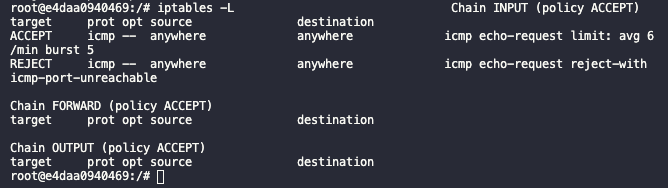 root@e4daa0940469:/# iptables -L Chain INPUT (policy ACCEPT)
target prot opt source destination
ACCEPT icmp -- anywhere anywhere icmp echo-request limit: avg 6
/min burst 5
REJECT icmp -- anywhere anywhere icmp echo-request reject-with
icmp-port-unreachable
Chain FORWARD (policy ACCEPT)
target prot opt source destination
Chain OUTPUT (policy ACCEPT)
target prot opt source destination
root@e4daa0940469:/#